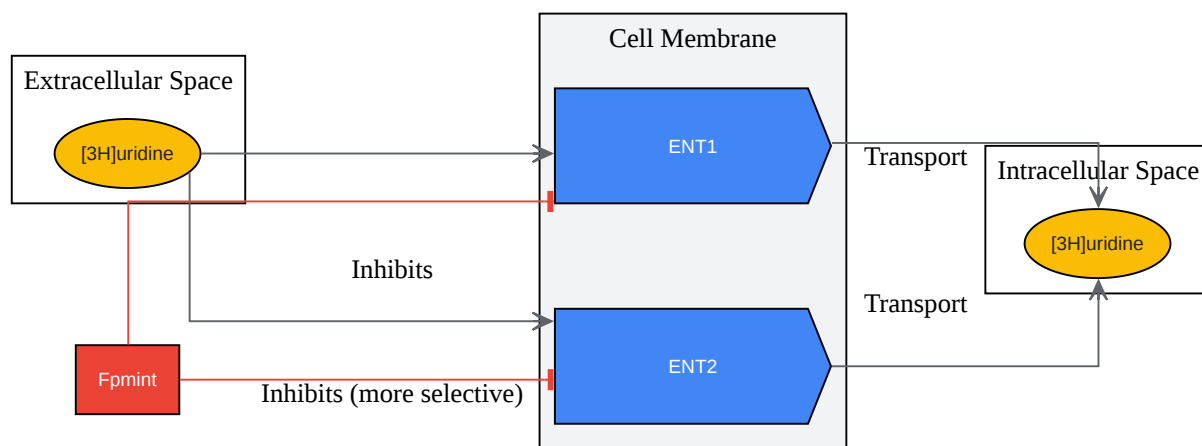 Cell Membrane
Extracellular Space
[3H]uridine
ENT1
Transport
Intracellular Space
[3H]uridine
Inhibits
Transport
Fpmint
Inhibits (more selective)
ENT2